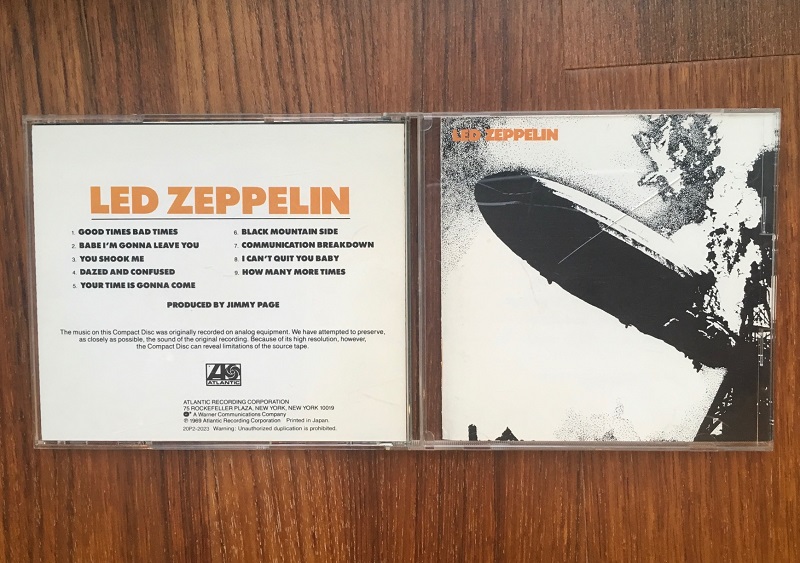 LED ZEPPELIN
1. GOOD TIMES BAD TIMES
2. BABE I'M GONNA LEAVE YOU
3. YOU SHOOK ME
4. DAZED AND CONFUSED
5. YOUR TIME IS GONNA COME
6. BLACK MOUNTAIN SIDE
7. COMMUNICATION BREAKDOWN
8. I CAN'T QUIT YOU BABY
9. HOW MANY MORE TIMES
PRODUCED BY JIMMY PAGE
The music on this Compact Disc was originally recorded on analog equipment. We have attempted to preserve,
as closely as possible, the sound of the original recording. Because of its high resolution, however,
the Compact Disc can reveal limitations of the source tape.
ATLANTIC
ATLANTIC RECORDING CORPORATION
75 ROCKEFELLER PLAZA, NEW YORK, NEW YORK 10019
A Warner Communications Company
℗ 1969 Atlantic Recording Corporation Printed in Japan.
20P2-2023 Warning: Unauthorized duplication is prohibited.
LED ZEPPELIN